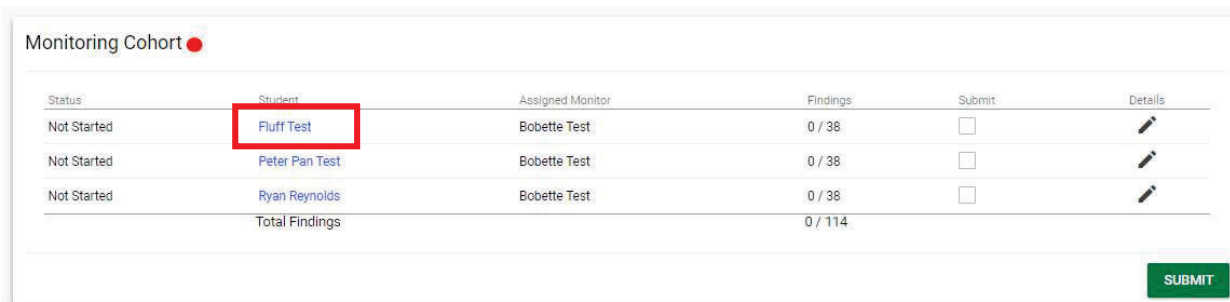 Monitoring Cohort
Status Student Assigned Monitor Findings Submit Details
Not Started Fluff Test Bobette Test 0 / 38
Not Started Peter Pan Test Bobette Test 0 / 38
Not Started Ryan Reynolds Bobette Test 0 / 38
Total Findings 0 / 114
SUBMIT